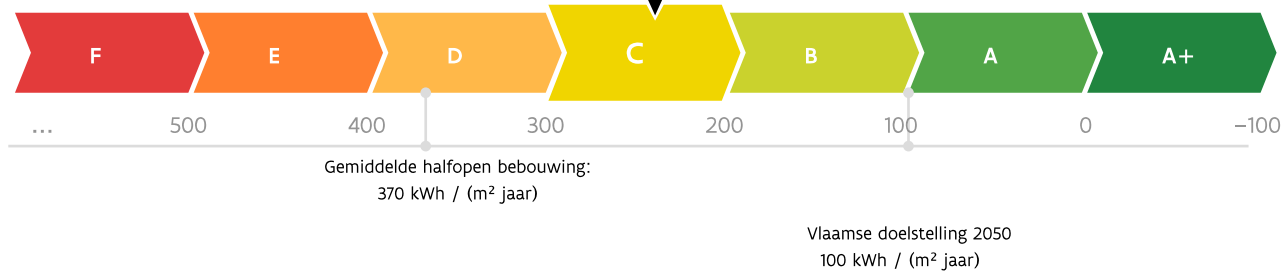 F E D C B A A+
... 500 400 300 200 100 0 −100
Gemiddelde halfopen bebouwing:
370 kWh / (m² jaar)
Vlaamse doelstelling 2050
100 kWh / (m² jaar)